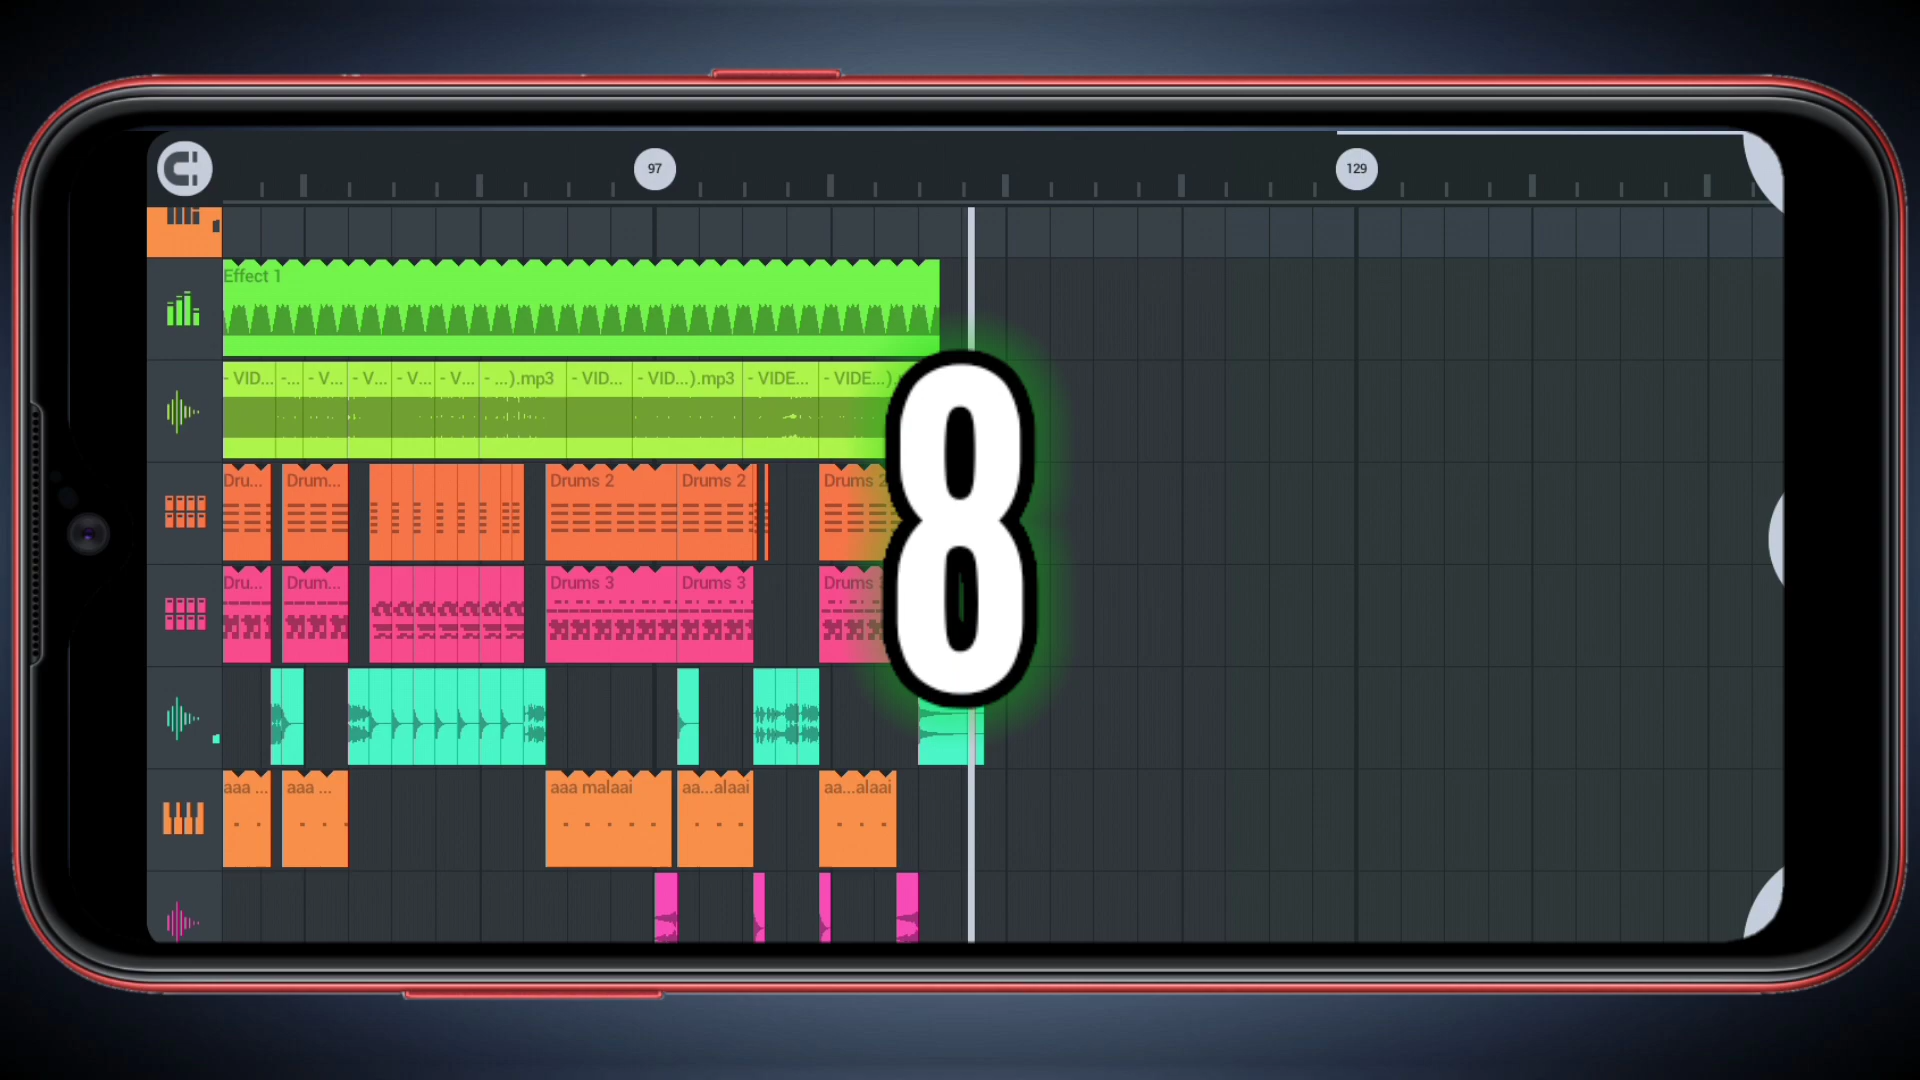 97 129
Effect 1
- VID... -... - V... - V... - V... - V... - ...).mp3 - VID... - VID...).mp3 - VIDE... - VIDE...)
Dru... Drum... Drums 2 Drums 2 Drums 2
Dru... Drum... Drums 3 Drums 3 Drums
aaa ... aaa ... aaa malaai aa...alaai aa...alaai
8